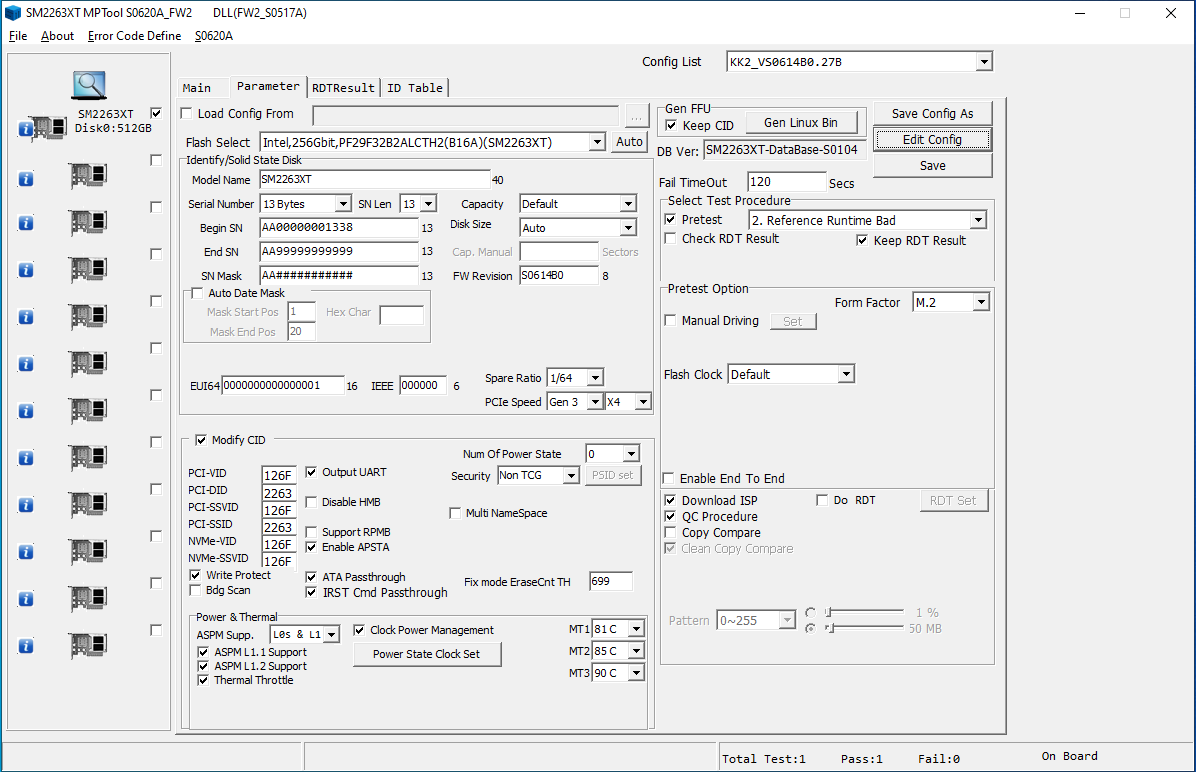 SM2263XT MPTool S0620A_FW2 DLL(FW2_S0517A)
File About Error Code Define S0620A
SM2263XT
Disk0:512GB
Config List KK2_VS0614B0.27B
Main Parameter RDTResult ID Table
Load Config From ...
Flash Select Intel,256Gbit,PF29F32B2ALCTH2(B16A)(SM2263XT) Auto
Identify/Solid State Disk
Model Name SM2263XT 40
Serial Number 13 Bytes SN Len 13 Capacity Default
Begin SN AA00000001338 13 Disk Size Auto
End SN AA99999999999 13 Cap. Manual Sectors
SN Mask AA########### 13 FW Revision S0614B0 8
Auto Date Mask
Mask Start Pos 1 Hex Char
Mask End Pos 20
EUI64 0000000000000001 16 IEEE 000000 6
Spare Ratio 1/64
PCIe Speed Gen 3 X4
Modify CID
Num Of Power State 0
Security Non TCG PSID set
PCI-VID 126F Output UART
PCI-DID 2263
PCI-SSVID 126F Disable HMB
Multi NameSpace
PCI-SSID 2263 Support RPMB
NVMe-VID 126F Enable APSTA
NVMe-SSVID 126F
Write Protect ATA Passthrough
Bdg Scan IRST Cmd Passthrough
Fix mode EraseCnt TH 699
Power & Thermal
ASPM Supp. L0s & L1 Clock Power Management MT1 81 C
ASPM L1.1 Support Power State Clock Set MT2 85 C
ASPM L1.2 Support
Thermal Throttle MT3 90 C
Gen FFU
Keep CID Gen Linux Bin
DB Ver: SM2263XT-DataBase-S0104
Save Config As
Edit Config
Save
Fail TimeOut 120 Secs
Select Test Procedure
Pretest 2. Reference Runtime Bad
Check RDT Result Keep RDT Result
Pretest Option
Form Factor M.2
Manual Driving Set
Flash Clock Default
Enable End To End
Download ISP Do RDT RDT Set
QC Procedure
Copy Compare
Clean Copy Compare
Pattern 0~255 1 %
50 MB
Total Test:1 Pass:1 Fail:0 On Board